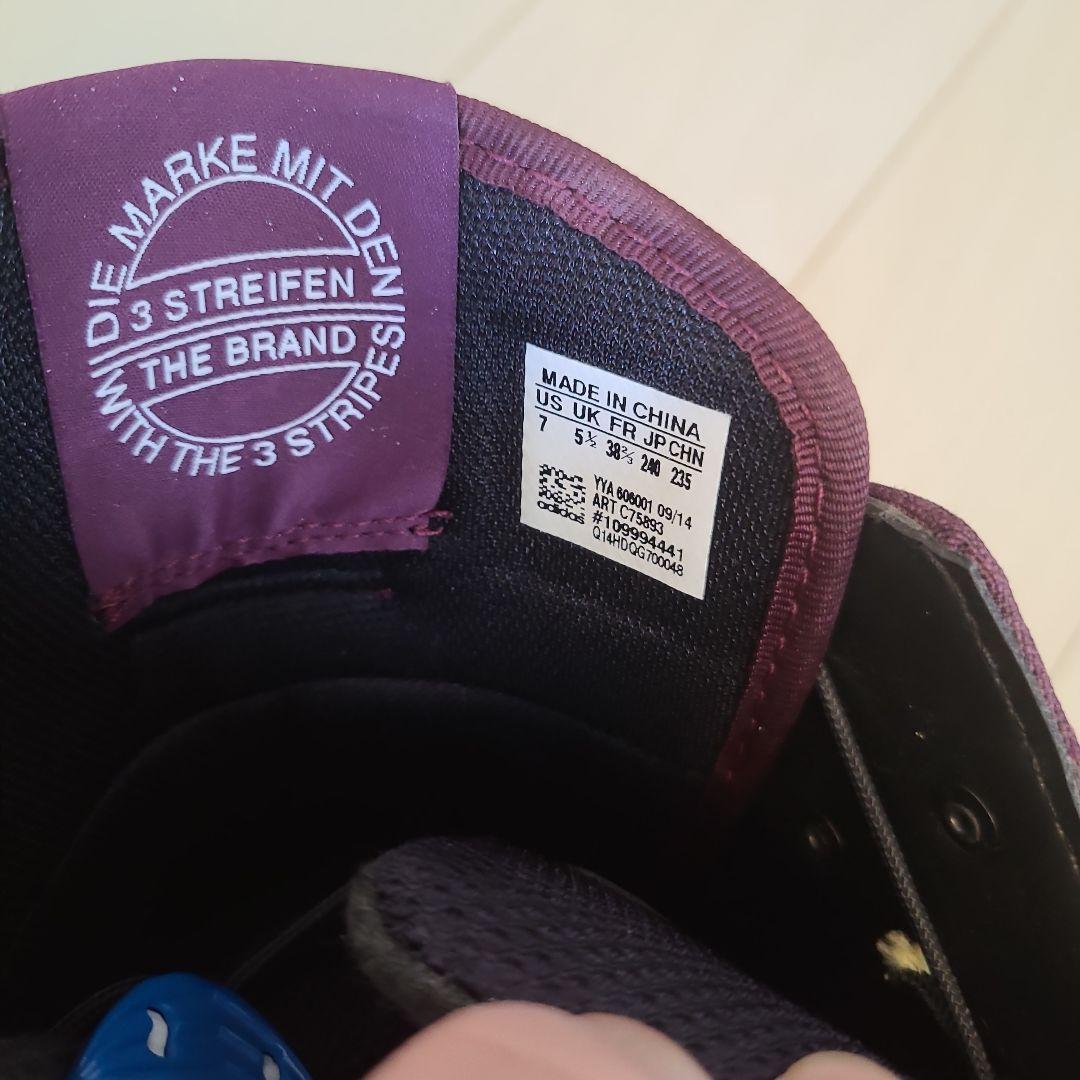 DIE MARKE MIT DEN
3 STREIFEN
THE BRAND
WITH THE 3 STRIPES
MADE IN CHINA
US UK FR JP CHN
7 5½ 38⅔ 240 235
YYA 606001 09/14
ART C75893
adidas
#109994441
Q14HDQG700048